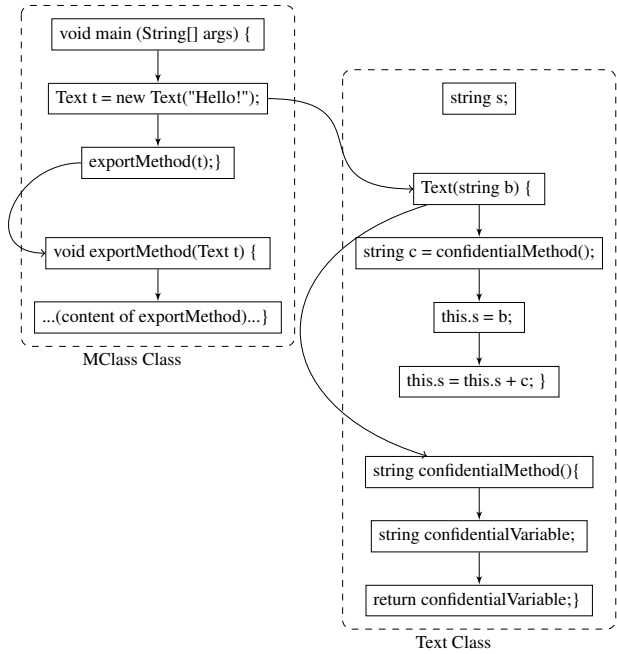 void main (String[] args) {
Text t = new Text("Hello!");
exportMethod(t);}
void exportMethod(Text t) {
...(content of exportMethod)...}
MClass Class
string s;
Text(string b) {
string c = confidentialMethod();
this.s = b;
this.s = this.s + c; }
string confidentialMethod(){
string confidentialVariable;
return confidentialVariable;}
Text Class